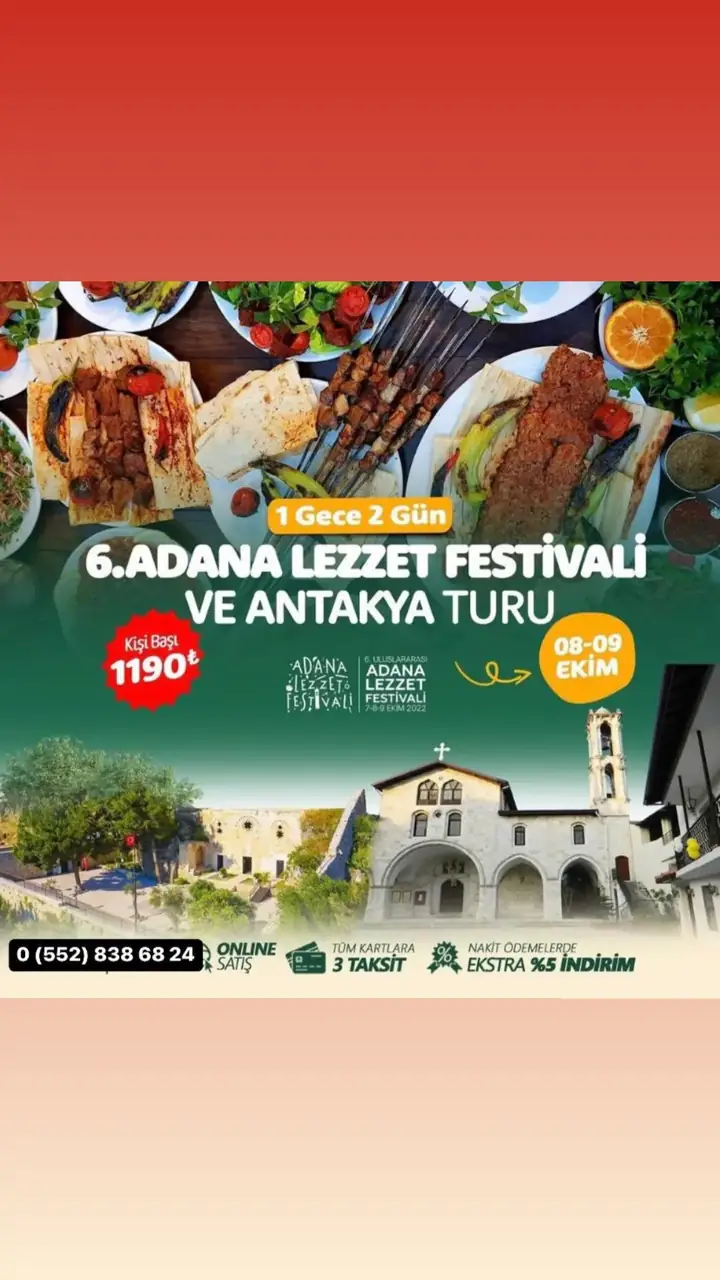 1 Gece 2 Gün
6.ADANA LEZZET FESTİVALİ
VE ANTAKYA TURU
Kişi Başı
1190₺
08-09
EKİM
ADANA
LEZZET
FESTİVALİ
6. ULUSLARARASI
ADANA
LEZZET
FESTİVALİ
7-8-9 EKİM 2022
0 (552) 838 68 24
ONLINE
SATIŞ
TÜM KARTLARA
3 TAKSİT
NAKİT ÖDEMELERDE
EKSTRA %5 İNDİRİM